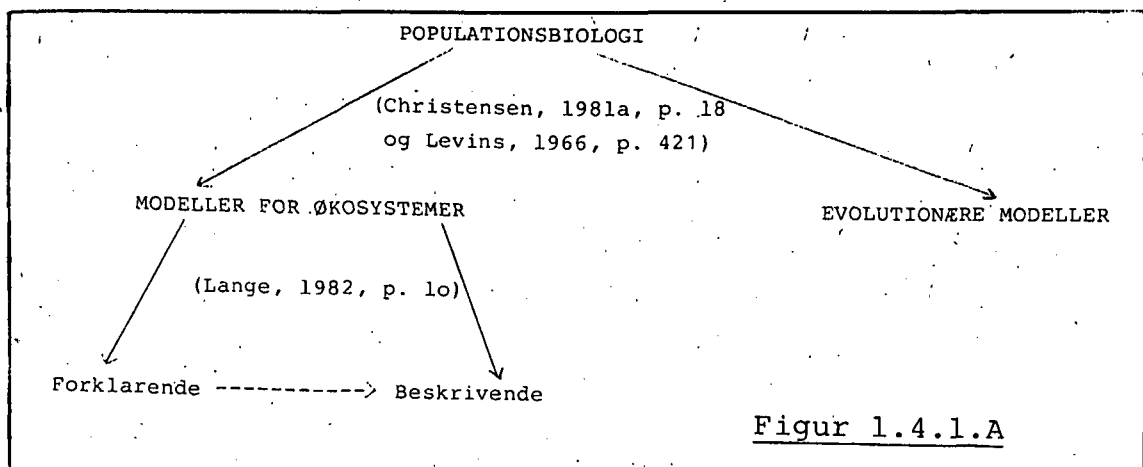 POPULATIONSBIOLOGI
(Christensen, 1981a, p. 18
og Levins, 1966, p. 421)
MODELLER FOR ØKOSYSTEMER
EVOLUTIONÆRE MODELLER
(Lange, 1982, p. 1o)
Forklarende -----------> Beskrivende
Figur 1.4.1.A